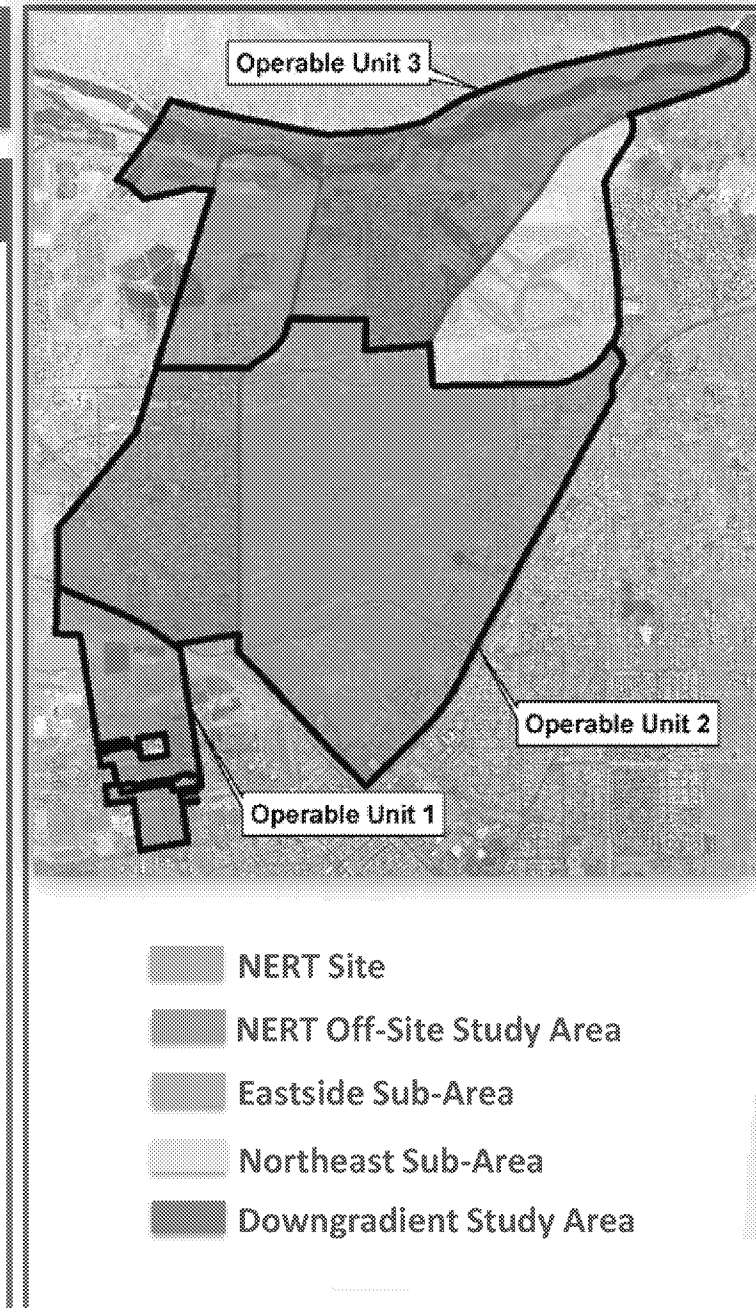 Operable Unit 3
Operable Unit 2
Operable Unit 1
NERT Site
NERT Off-Site Study Area
Eastside Sub-Area
Northeast Sub-Area
Downgradient Study Area